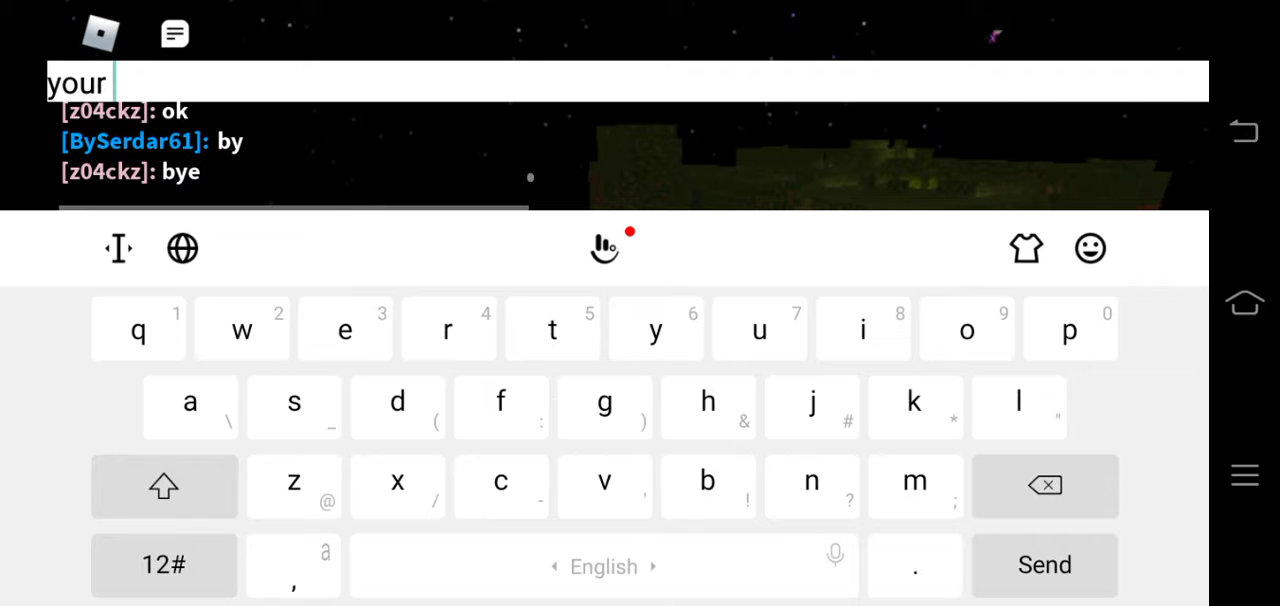 your
[z04ckz]: ok
[BySerdar61]: by
[z04ckz]: bye
q 1 w 2 e 3 r 4 t 5 y 6 u 7 i 8 o 9 p 0
a \ s _ d ( f : g ) h & j # k * l "
z @ x / c - v ' b ! n ? m ;
12# , a English . Send